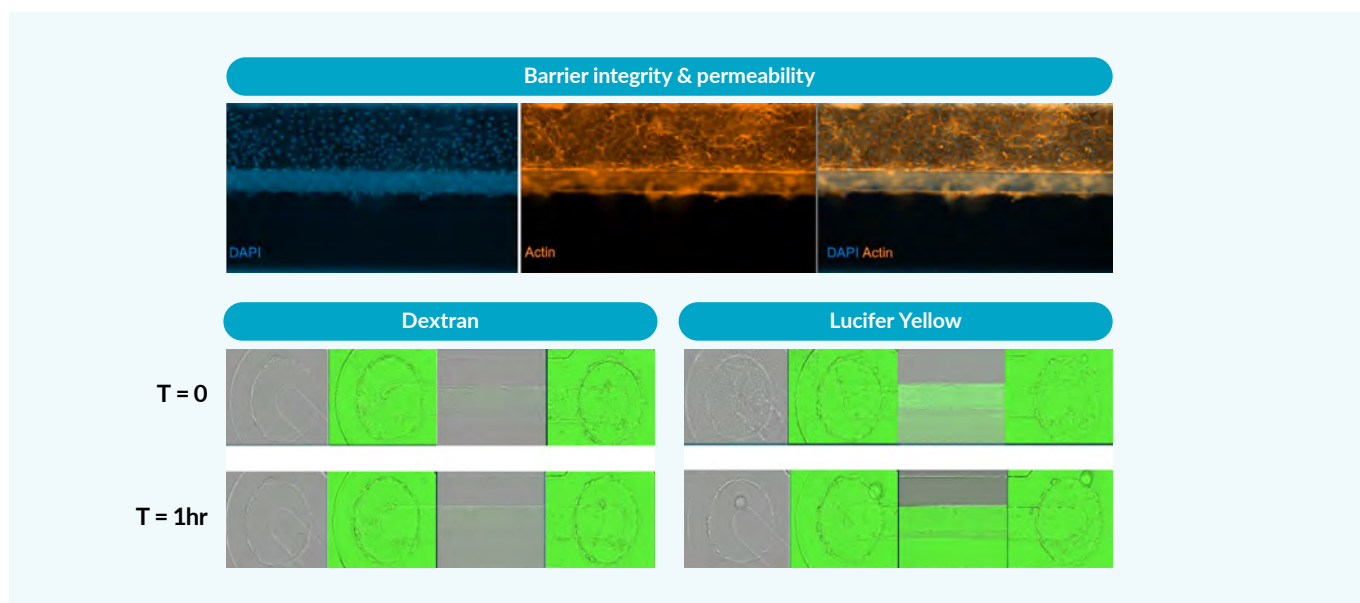 Barrier integrity & permeability
DAPI
Actin
DAPI Actin
Dextran
Lucifer Yellow
T = 0
T = 1hr